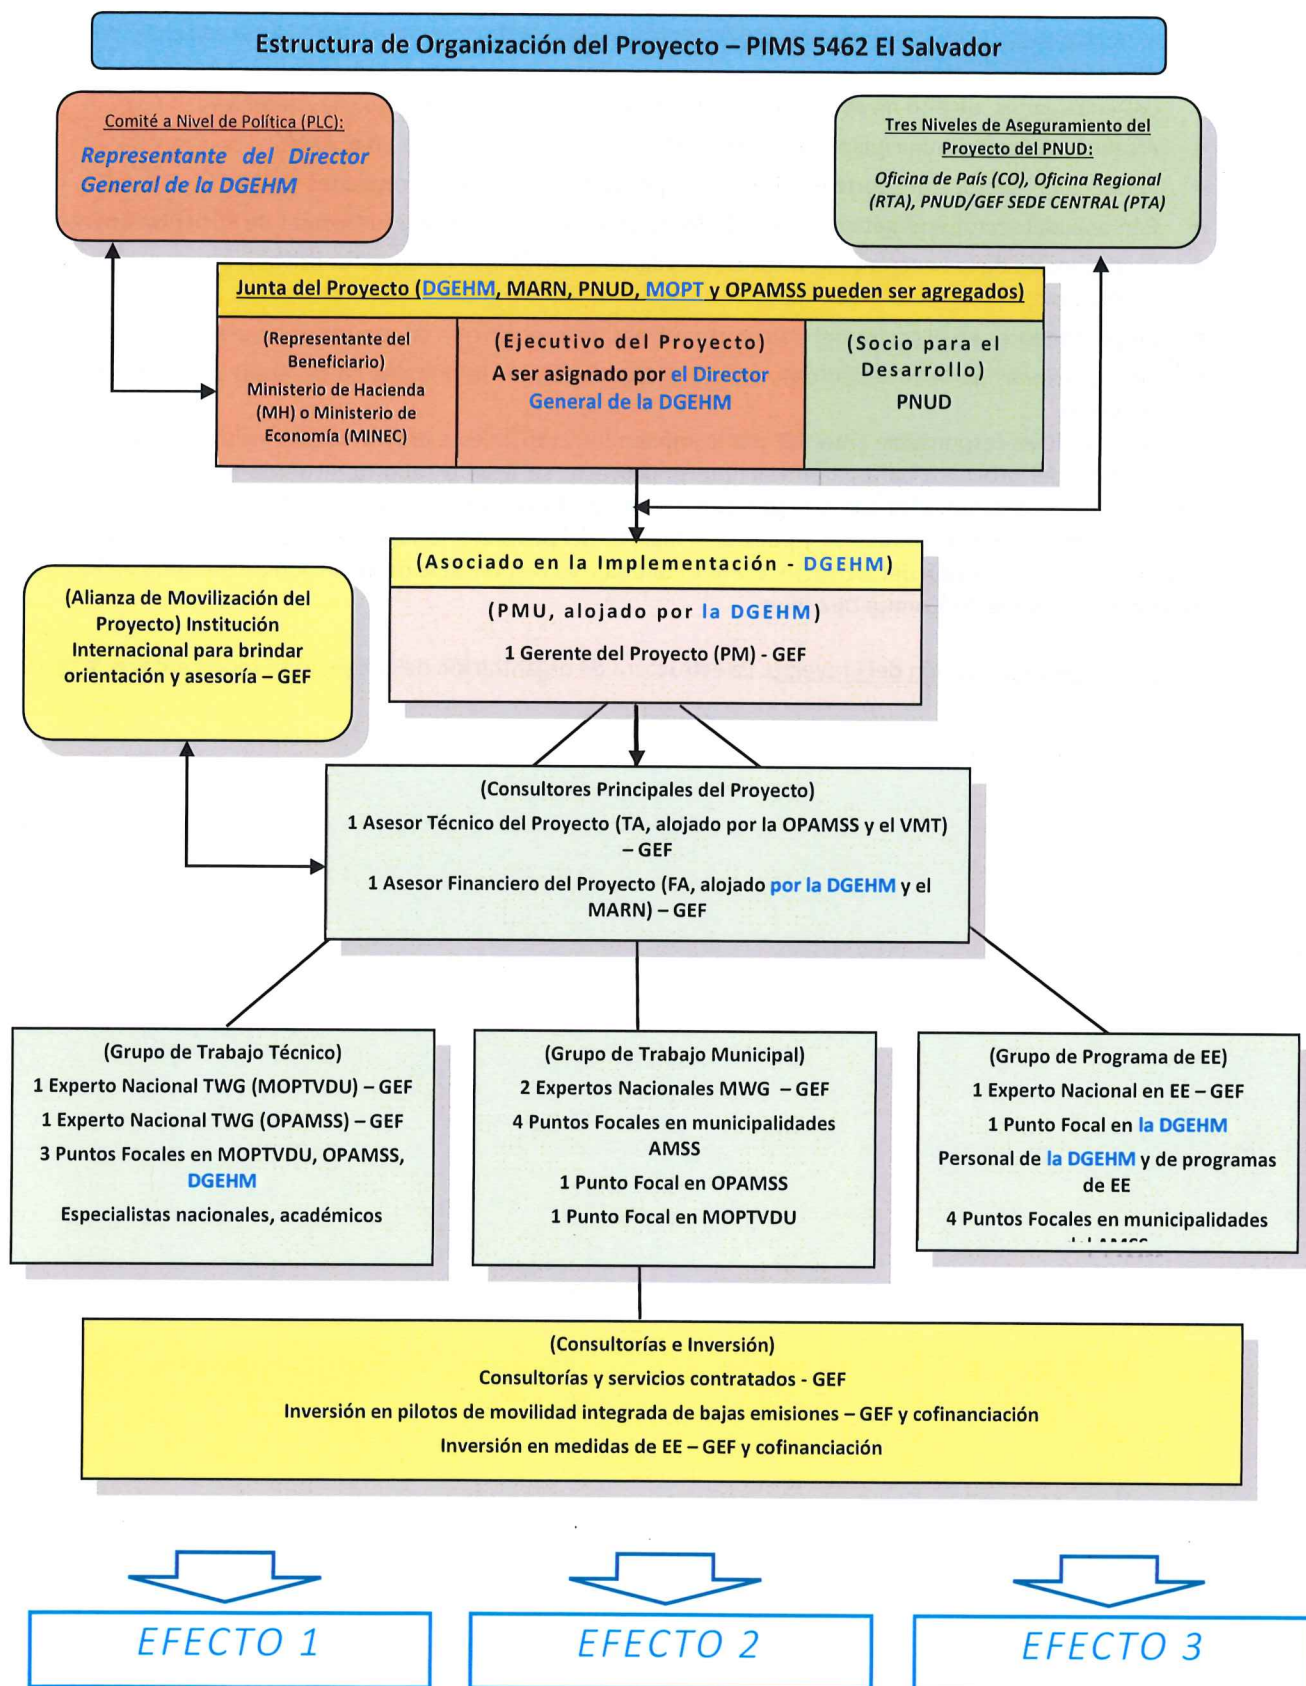 Estructura de Organización del Proyecto – PIMS 5462 El Salvador
Comité a Nivel de Política (PLC):
Representante del Director
General de la DGEHM
Tres Niveles de Aseguramiento del
Proyecto del PNUD:
Oficina de País (CO), Oficina Regional
(RTA), PNUD/GEF SEDE CENTRAL (PTA)
Junta del Proyecto (DGEHM, MARN, PNUD, MOPT y OPAMSS pueden ser agregados)
(Representante del
Beneficiario)
Ministerio de Hacienda
(MH) o Ministerio de
Economía (MINEC)
(Ejecutivo del Proyecto)
A ser asignado por el Director
General de la DGEHM
(Socio para el
Desarrollo)
PNUD
(Asociado en la Implementación - DGEHM)
(PMU, alojado por la DGEHM)
1 Gerente del Proyecto (PM) - GEF
(Alianza de Movilización del
Proyecto) Institución
Internacional para brindar
orientación y asesoría – GEF
(Consultores Principales del Proyecto)
1 Asesor Técnico del Proyecto (TA, alojado por la OPAMSS y el VMT)
– GEF
1 Asesor Financiero del Proyecto (FA, alojado por la DGEHM y el
MARN) – GEF
(Grupo de Trabajo Técnico)
1 Experto Nacional TWG (MOPTVDU) – GEF
1 Experto Nacional TWG (OPAMSS) – GEF
3 Puntos Focales en MOPTVDU, OPAMSS,
DGEHM
Especialistas nacionales, académicos
(Grupo de Trabajo Municipal)
2 Expertos Nacionales MWG – GEF
4 Puntos Focales en municipalidades
AMSS
1 Punto Focal en OPAMSS
1 Punto Focal en MOPTVDU
(Grupo de Programa de EE)
1 Experto Nacional en EE – GEF
1 Punto Focal en la DGEHM
Personal de la DGEHM y de programas
de EE
4 Puntos Focales en municipalidades
(Consultorías e Inversión)
Consultorías y servicios contratados - GEF
Inversión en pilotos de movilidad integrada de bajas emisiones – GEF y cofinanciación
Inversión en medidas de EE – GEF y cofinanciación
EFECTO 1
EFECTO 2
EFECTO 3